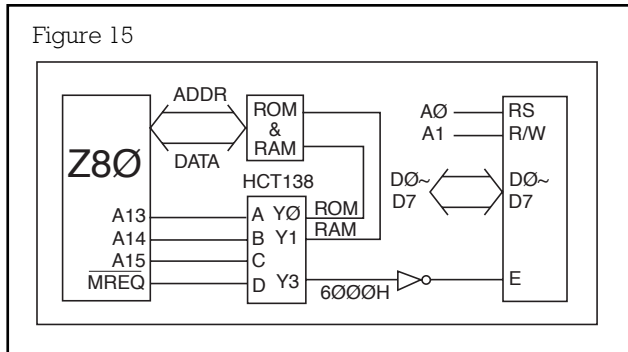 Figure 15
ADDR
DATA
Z8Ø
ROM
&
RAM
HCT138
A13
A14
A15
MREQ
A YØ
B Y1
C
D Y3
ROM
RAM
6ØØØH
AØ
A1
RS
R/W
DØ~
D7
DØ~
D7
E